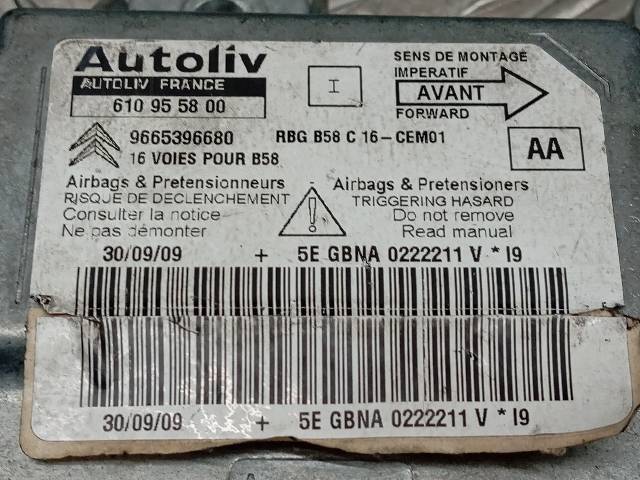 Autoliv
AUTOLIV FRANCE
610 95 58 00
I
SENS DE MONTAGE
IMPERATIF
AVANT
FORWARD
9665396680 RBG B58 C 16-CEM01
16 VOIES POUR B58
AA
Airbags & Pretensionneurs
RISQUE DE DECLENCHEMENT
Consulter la notice
Ne pas démonter
!
Airbags & Pretensioners
TRIGGERING HASARD
Do not remove
Read manual
30/09/09 + 5E GBNA 0222211 V * I9
30/09/09 + 5E GBNA 0222211 V * I9